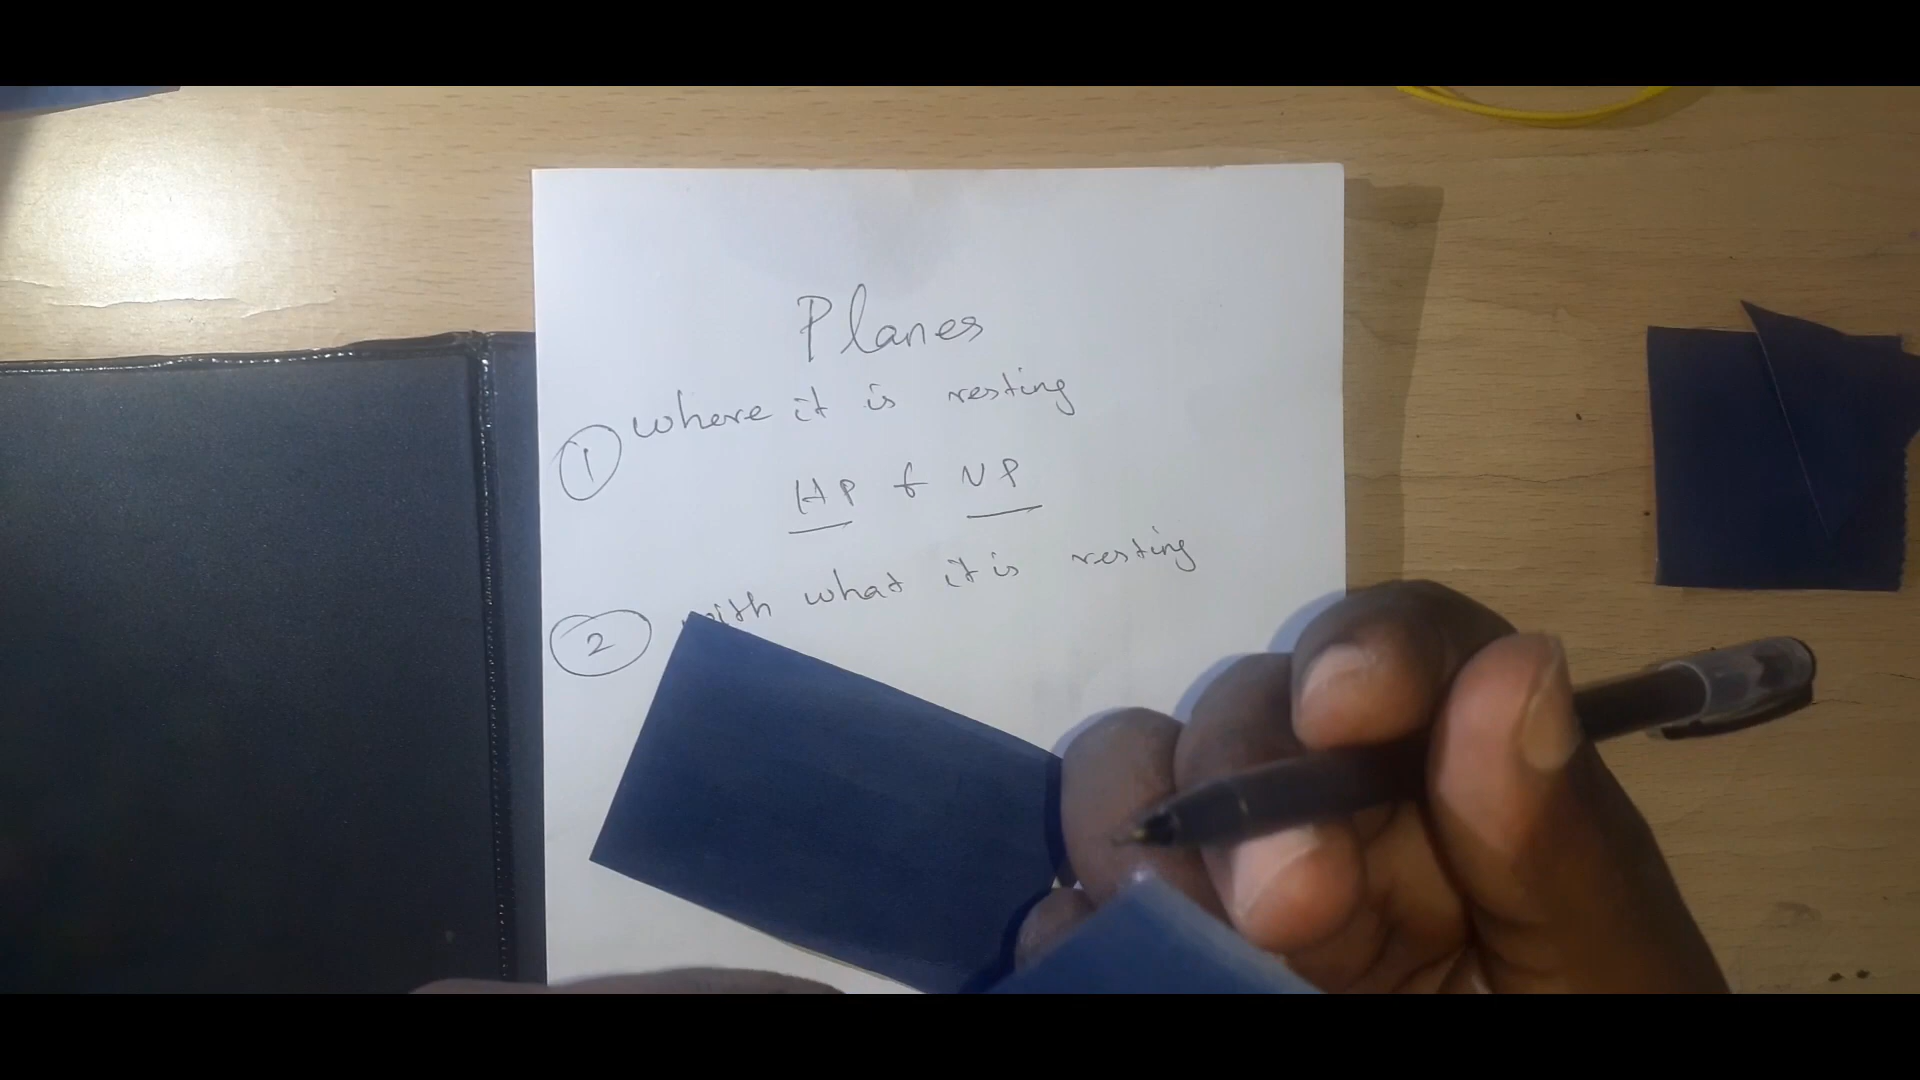 Planes
① where it is resting
HP & VP
② with what it is resting